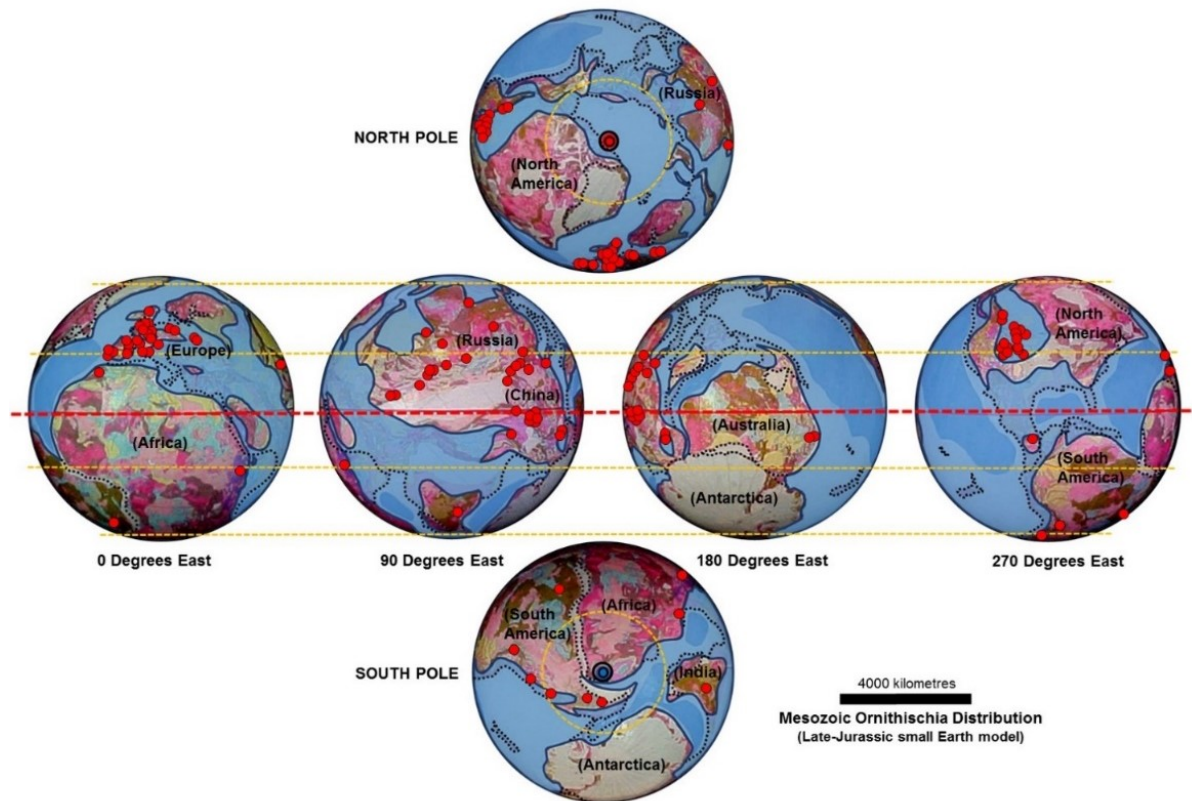 NORTH POLE
(Russia)
(North
America)
(Europe)
(Africa)
0 Degrees East
(Russia)
(China)
90 Degrees East
(Australia)
(Antarctica)
180 Degrees East
(North
America)
(South
America)
270 Degrees East
SOUTH POLE
(South
America)
(Africa)
(India)
(Antarctica)
4000 kilometres
Mesozoic Ornithischia Distribution
(Late-Jurassic small Earth model)